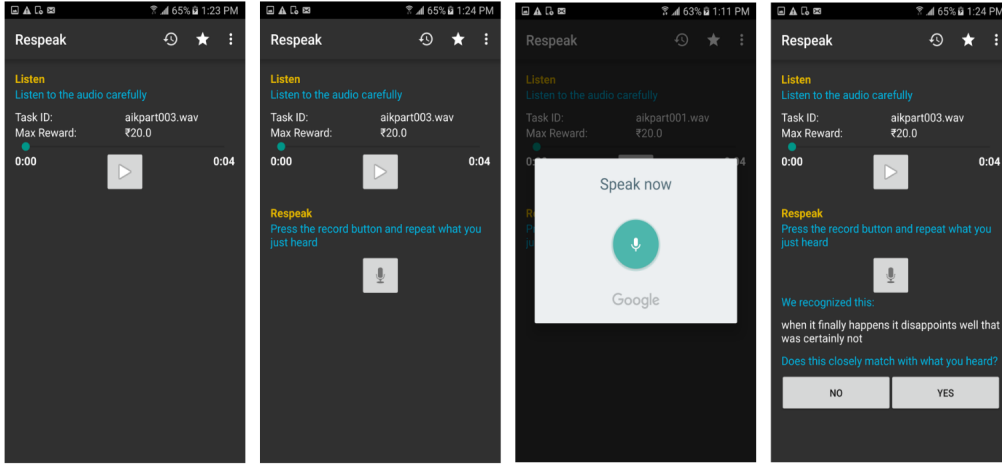 65% 1:23 PM
Respeak
Listen
Listen to the audio carefully
Task ID: aikpart003.wav
Max Reward: ₹20.0
0:00 0:04
65% 1:24 PM
Respeak
Listen
Listen to the audio carefully
Task ID: aikpart003.wav
Max Reward: ₹20.0
0:00 0:04
Respeak
Press the record button and repeat what you
just heard
63% 1:11 PM
Respeak
Listen
Listen to the audio carefully
Task ID: aikpart001.wav
Max Reward: ₹20.0
Speak now
Google
65% 1:24 PM
Respeak
Listen
Listen to the audio carefully
Task ID: aikpart003.wav
Max Reward: ₹20.0
0:00 0:04
Respeak
Press the record button and repeat what you
just heard
We recognized this:
when it finally happens it disappoints well that
was certainly not
Does this closely match with what you heard?
NO YES